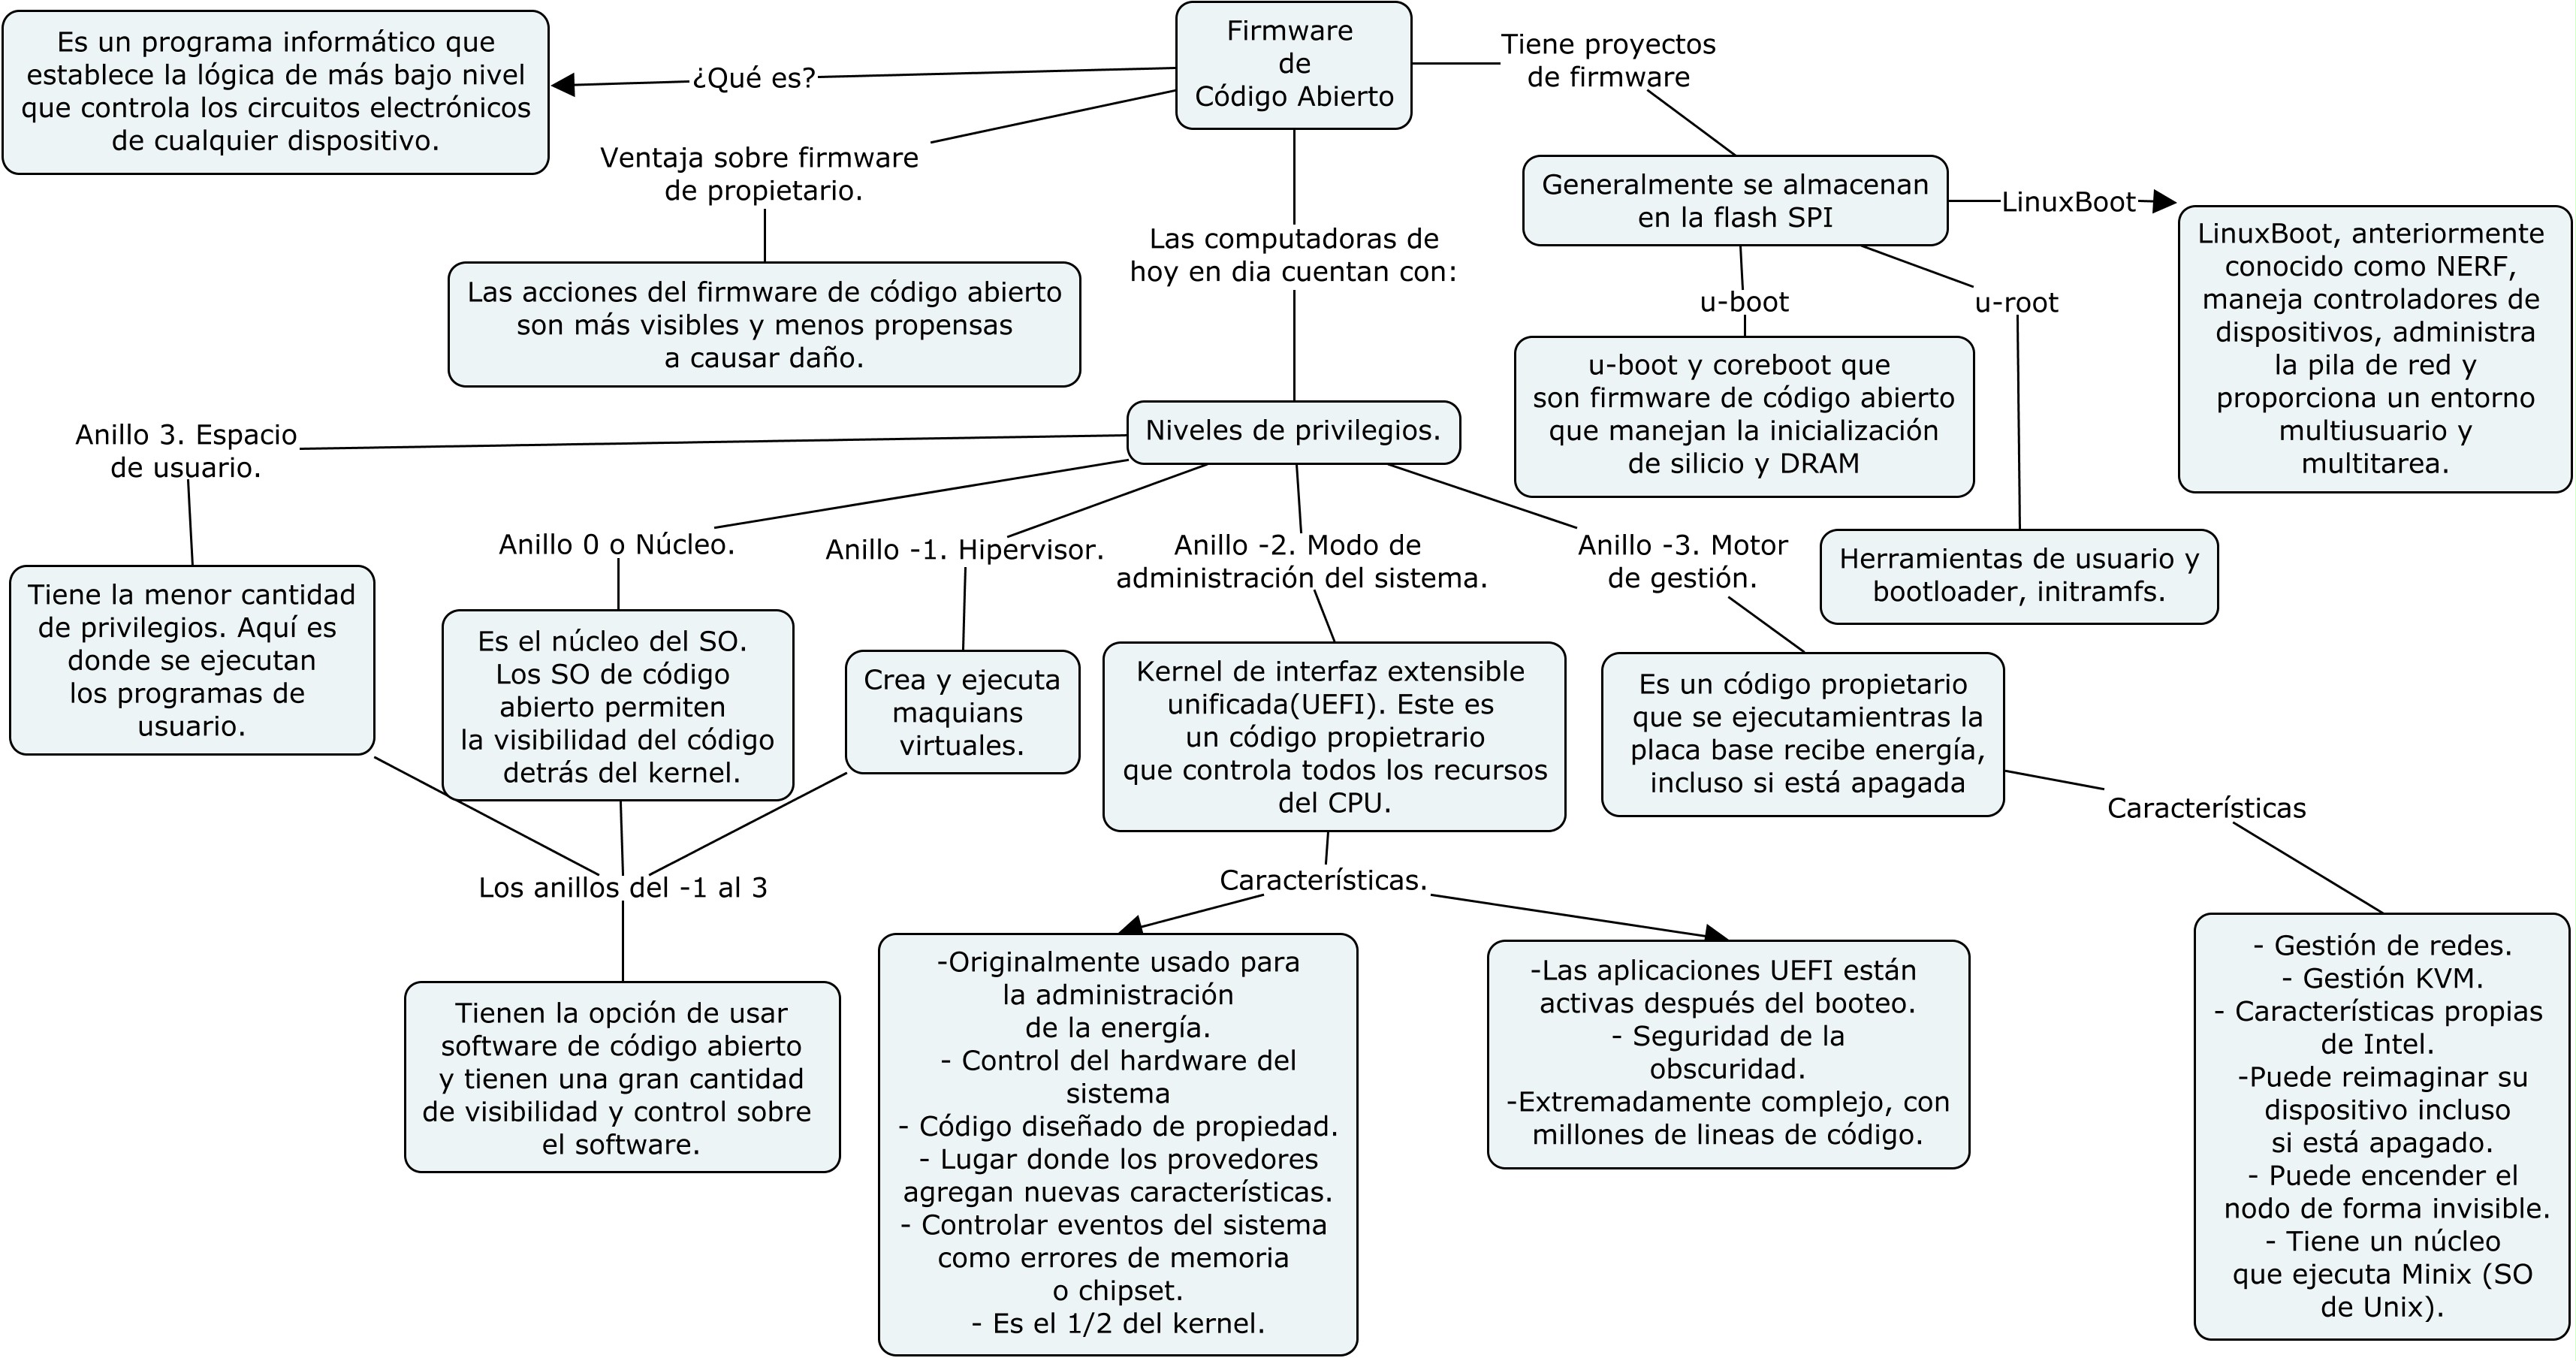 Firmware
de
Código Abierto
¿Qué es?
Es un programa informático que
establece la lógica de más bajo nivel
que controla los circuitos electrónicos
de cualquier dispositivo.
Ventaja sobre firmware
de propietario.
Las acciones del firmware de código abierto
son más visibles y menos propensas
a causar daño.
Tiene proyectos
de firmware
Generalmente se almacenan
en la flash SPI
LinuxBoot
LinuxBoot, anteriormente
conocido como NERF,
maneja controladores de
dispositivos, administra
la pila de red y
proporciona un entorno
multiusuario y
multitarea.
u-boot
u-boot y coreboot que
son firmware de código abierto
que manejan la inicialización
de silicio y DRAM
u-root
Herramientas de usuario y
bootloader, initramfs.
Las computadoras de
hoy en dia cuentan con:
Niveles de privilegios.
Anillo 3. Espacio
de usuario.
Tiene la menor cantidad
de privilegios. Aquí es
donde se ejecutan
los programas de
usuario.
Anillo 0 o Núcleo.
Es el núcleo del SO.
Los SO de código
abierto permiten
la visibilidad del código
detrás del kernel.
Anillo -1. Hipervisor.
Crea y ejecuta
maquians
virtuales.
Anillo -2. Modo de
administración del sistema.
Kernel de interfaz extensible
unificada(UEFI). Este es
un código propietrario
que controla todos los recursos
del CPU.
Anillo -3. Motor
de gestión.
Es un código propietario
que se ejecutamientras la
placa base recibe energía,
incluso si está apagada
Los anillos del -1 al 3
Tienen la opción de usar
software de código abierto
y tienen una gran cantidad
de visibilidad y control sobre
el software.
Características.
-Originalmente usado para
la administración
de la energía.
- Control del hardware del
sistema
- Código diseñado de propiedad.
- Lugar donde los provedores
agregan nuevas características.
- Controlar eventos del sistema
como errores de memoria
o chipset.
- Es el 1/2 del kernel.
-Las aplicaciones UEFI están
activas después del booteo.
- Seguridad de la
obscuridad.
-Extremadamente complejo, con
millones de lineas de código.
Características
- Gestión de redes.
- Gestión KVM.
- Características propias
de Intel.
-Puede reimaginar su
dispositivo incluso
si está apagado.
- Puede encender el
nodo de forma invisible.
- Tiene un núcleo
que ejecuta Minix (SO
de Unix).